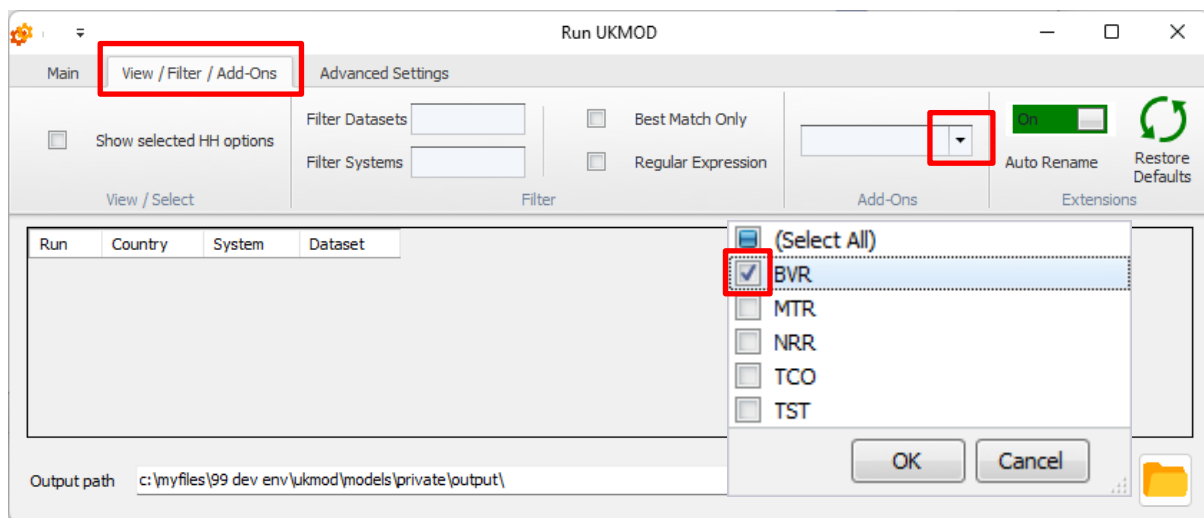 Run UKMOD
Main View / Filter / Add-Ons Advanced Settings
Show selected HH options
View / Select
Filter Datasets
Filter Systems
Best Match Only
Regular Expression
Filter
Add-Ons
On
Auto Rename
Restore
Defaults
Extensions
Run Country System Dataset
(Select All)
BVR
MTR
NRR
TCO
TST
OK Cancel
Output path c:\myfiles\99 dev env\ukmod\models\private\output\